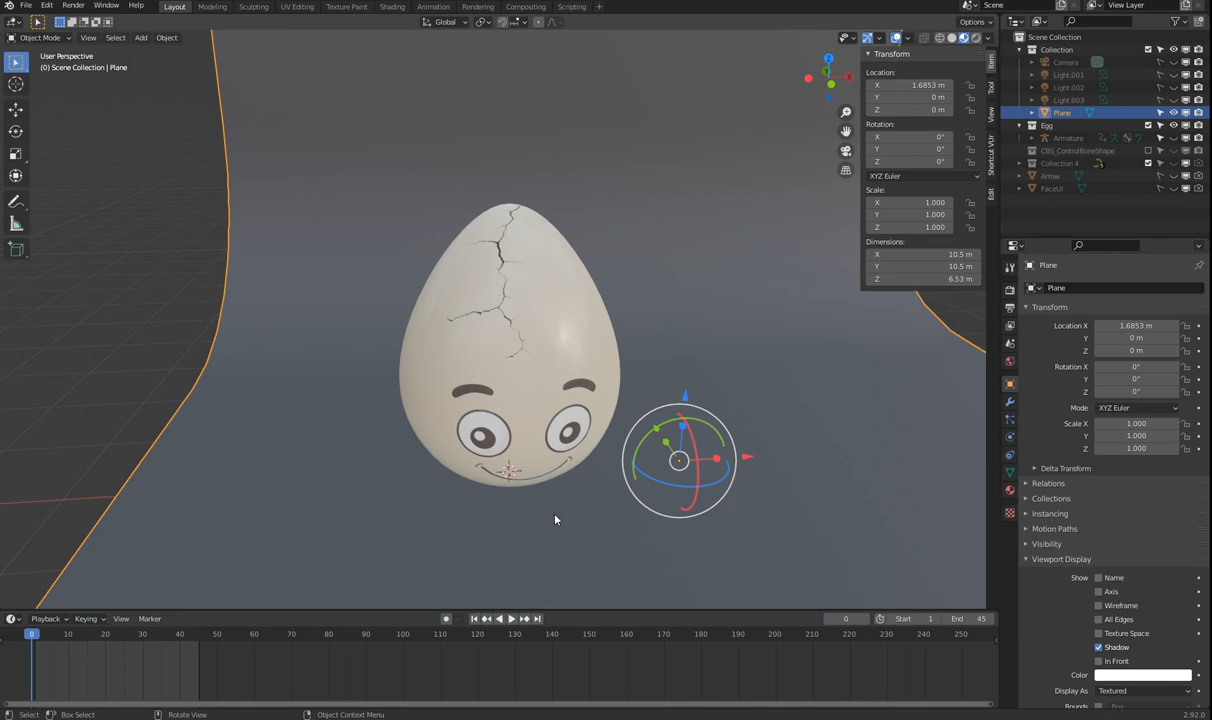 File Edit Render Window Help Layout Modeling Sculpting UV Editing Texture Paint Shading Animation Rendering Compositing Scripting + Scene View Layer
Global Options
Object Mode View Select Add Object
User Perspective
(0) Scene Collection | Plane
Transform
Location:
X 1.6853 m
Y 0 m
Z 0 m
Rotation:
X 0°
Y 0°
Z 0°
XYZ Euler
Scale:
X 1.000
Y 1.000
Z 1.000
Dimensions:
X 10.5 m
Y 10.5 m
Z 6.53 m
Item
Tool
View
Shortcut VUr
Edit
Scene Collection
Collection
Camera
Light.001
Light.002
Light.003
Plane
Egg
Armature
CBS_ControlBoneShape
Collection 4
Arrow
FaceUI
Plane
Plane
Transform
Location X 1.6853 m
Y 0 m
Z 0 m
Rotation X 0°
Y 0°
Z 0°
Mode XYZ Euler
Scale X 1.000
Y 1.000
Z 1.000
Delta Transform
Relations
Collections
Instancing
Motion Paths
Visibility
Viewport Display
Show Name
Axis
Wireframe
All Edges
Texture Space
Shadow
In Front
Color
Display As Textured
Bounds
Playback Keying View Marker 0 Start 1 End 45
0 10 20 30 40 50 60 70 80 90 100 110 120 130 140 150 160 170 180 190 200 210 220 230 240 250
Select Box Select Rotate View Object Context Menu 2.92.0